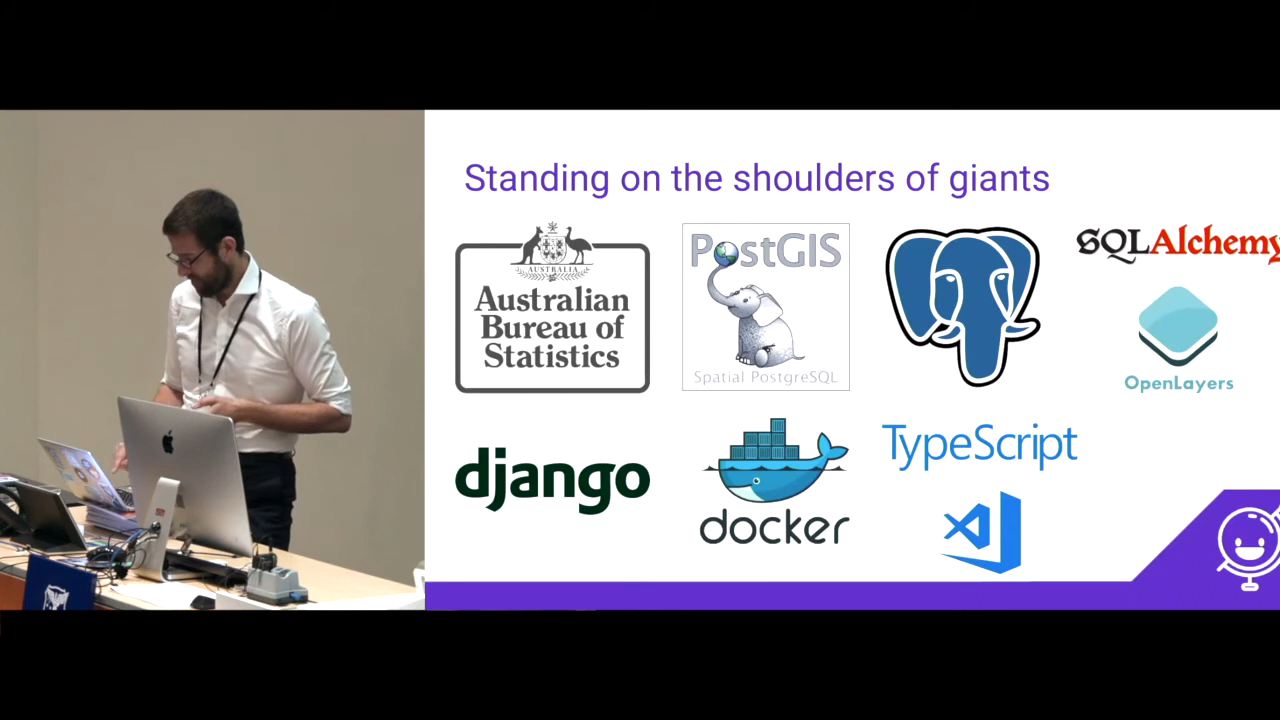 Standing on the shoulders of giants
AUSTRALIA
Australian
Bureau of
Statistics
PostGIS
Spatial PostgreSQL
SQLAlchemy
OpenLayers
django
docker
TypeScript